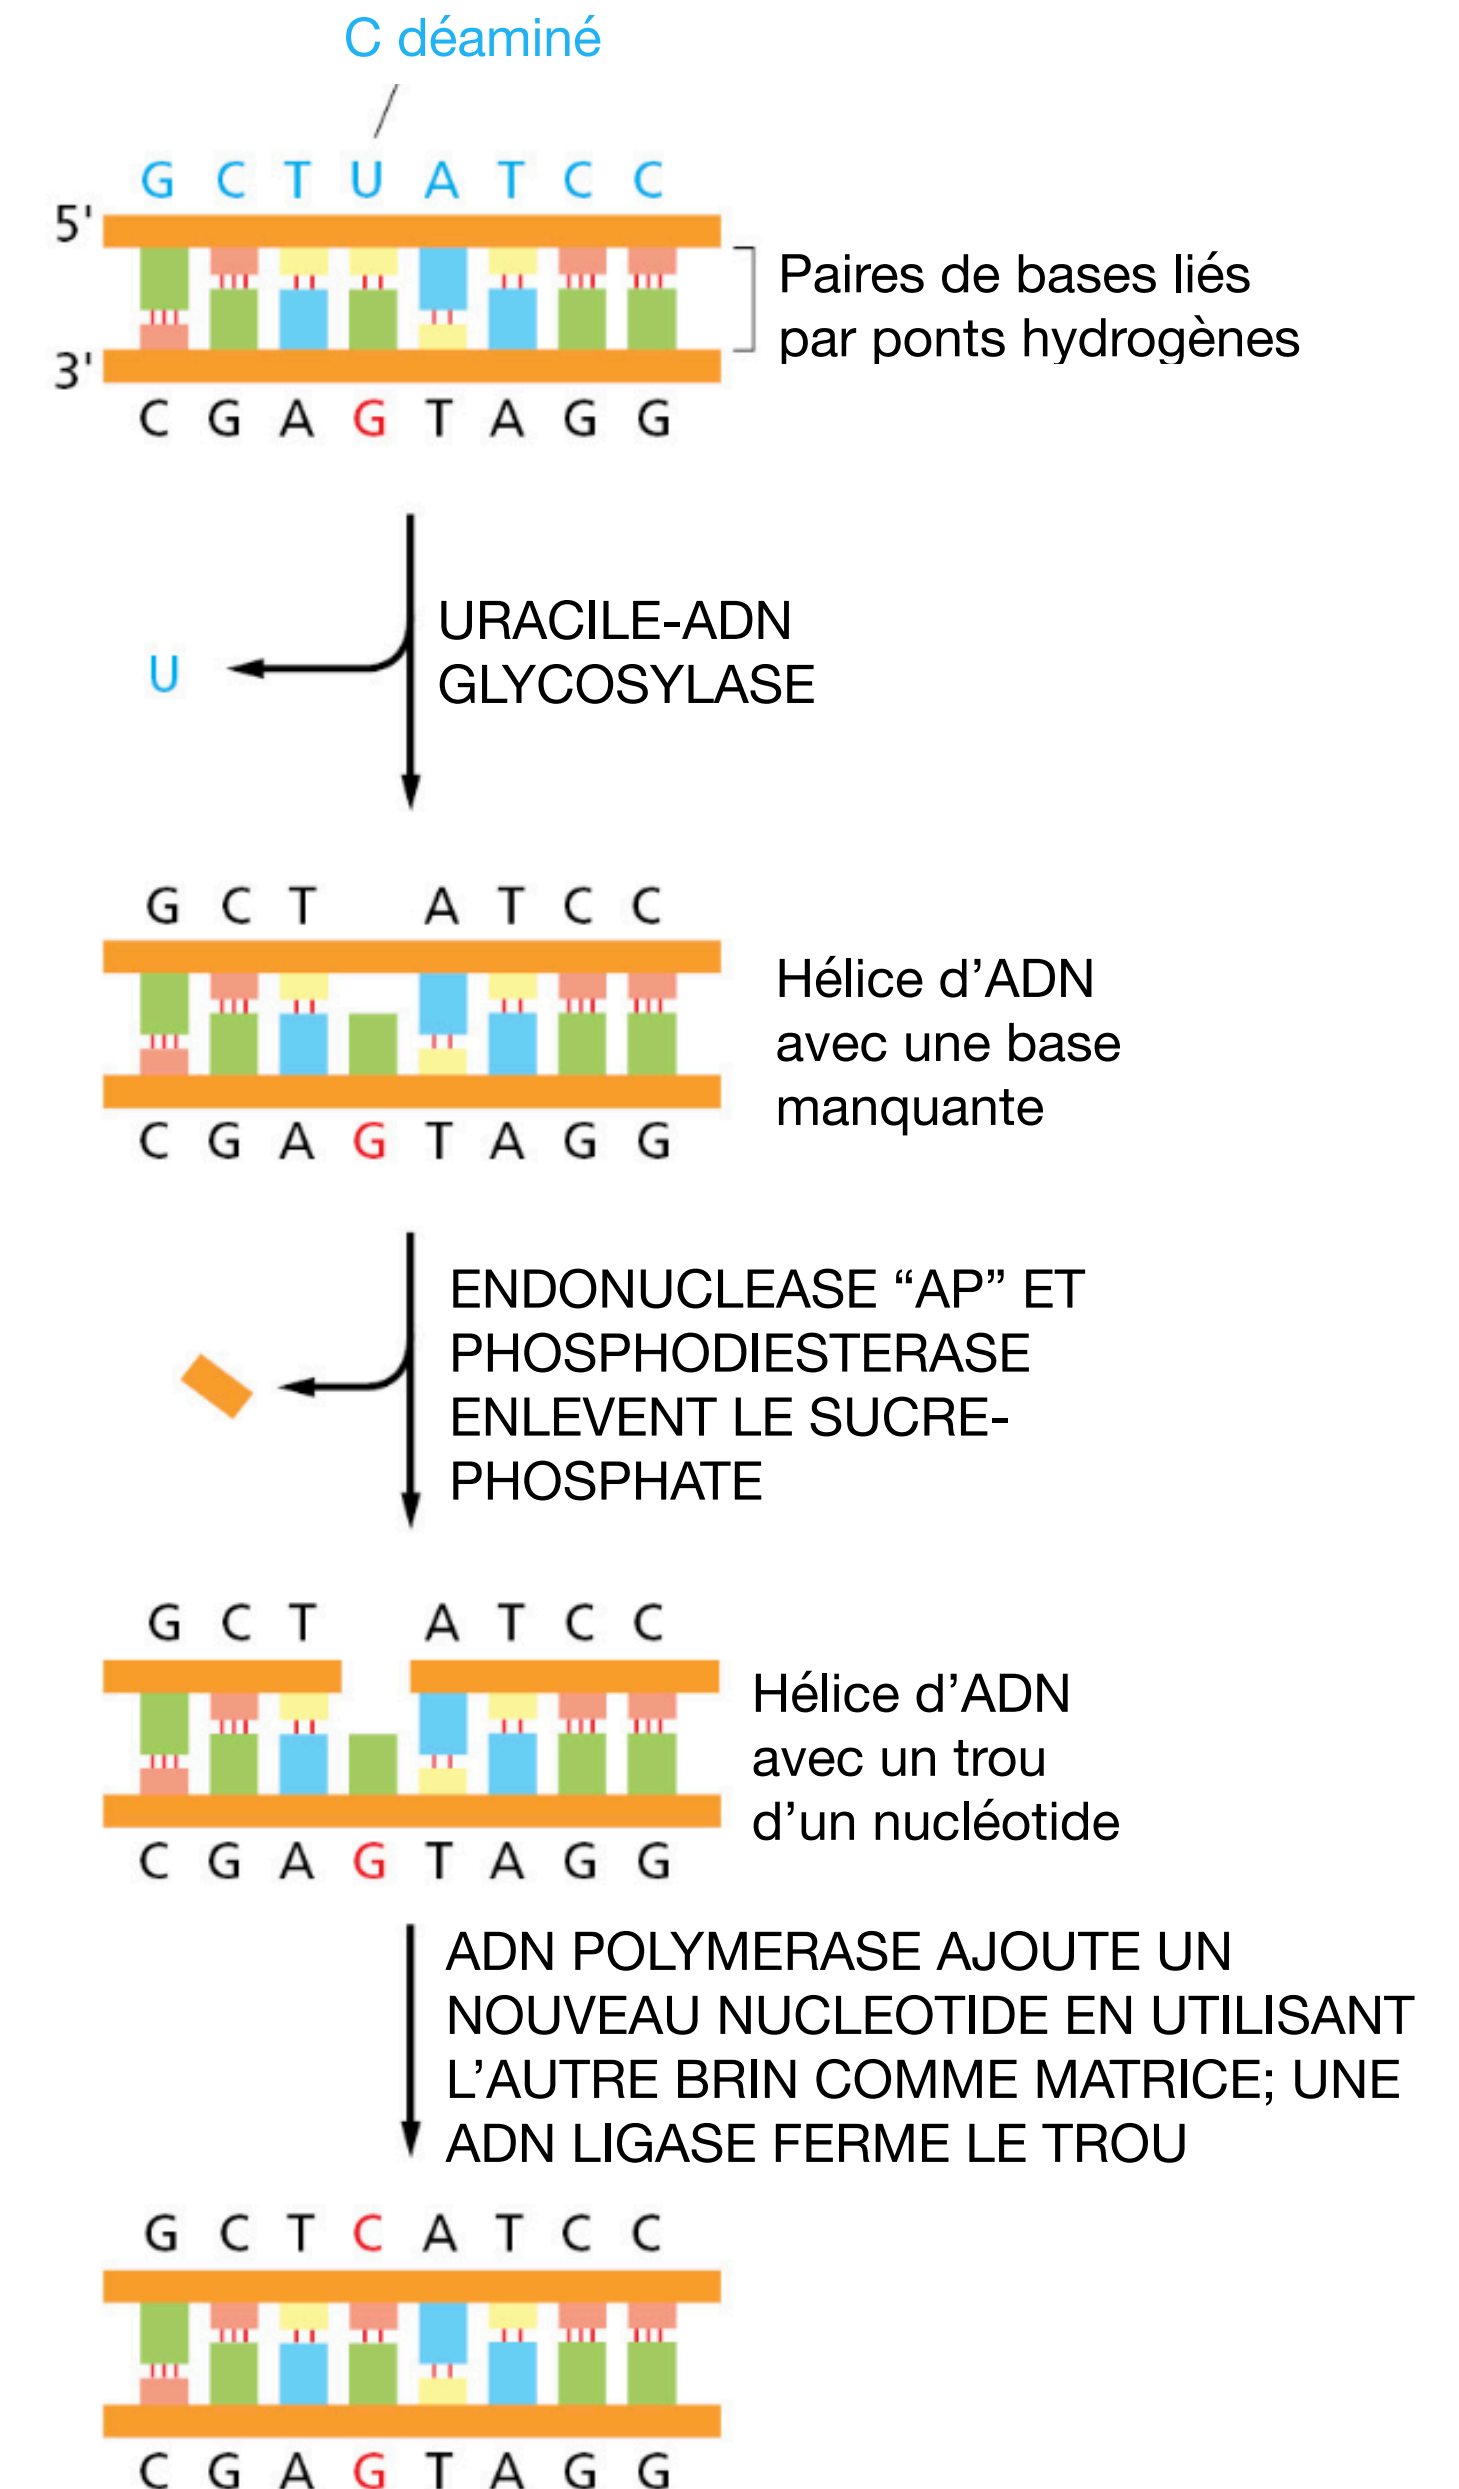 C déaminé
G C T U A T C C
5'
Paires de bases liés
par ponts hydrogènes
3'
C G A G T A G G
URACILE-ADN
U
GLYCOSYLASE
G C T A T C C
Hélice d’ADN
avec une base
manquante
C G A G T A G G
ENDONUCLEASE “AP” ET
PHOSPHODIESTERASE
ENLEVENT LE SUCRE-
PHOSPHATE
G C T A T C C
Hélice d’ADN
avec un trou
d’un nucléotide
C G A G T A G G
ADN POLYMERASE AJOUTE UN
NOUVEAU NUCLEOTIDE EN UTILISANT
L’AUTRE BRIN COMME MATRICE; UNE
ADN LIGASE FERME LE TROU
G C T C A T C C
C G A G T A G G